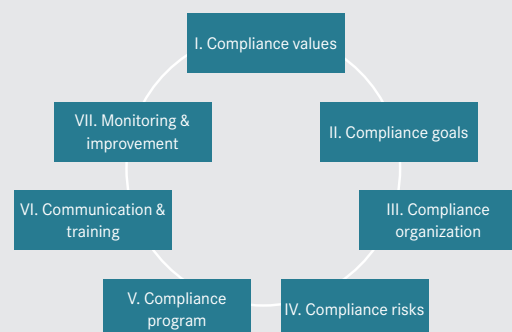 I. Compliance values
II. Compliance goals
III. Compliance
organization
IV. Compliance risks
V. Compliance
program
VI. Communication &
training
VII. Monitoring &
improvement